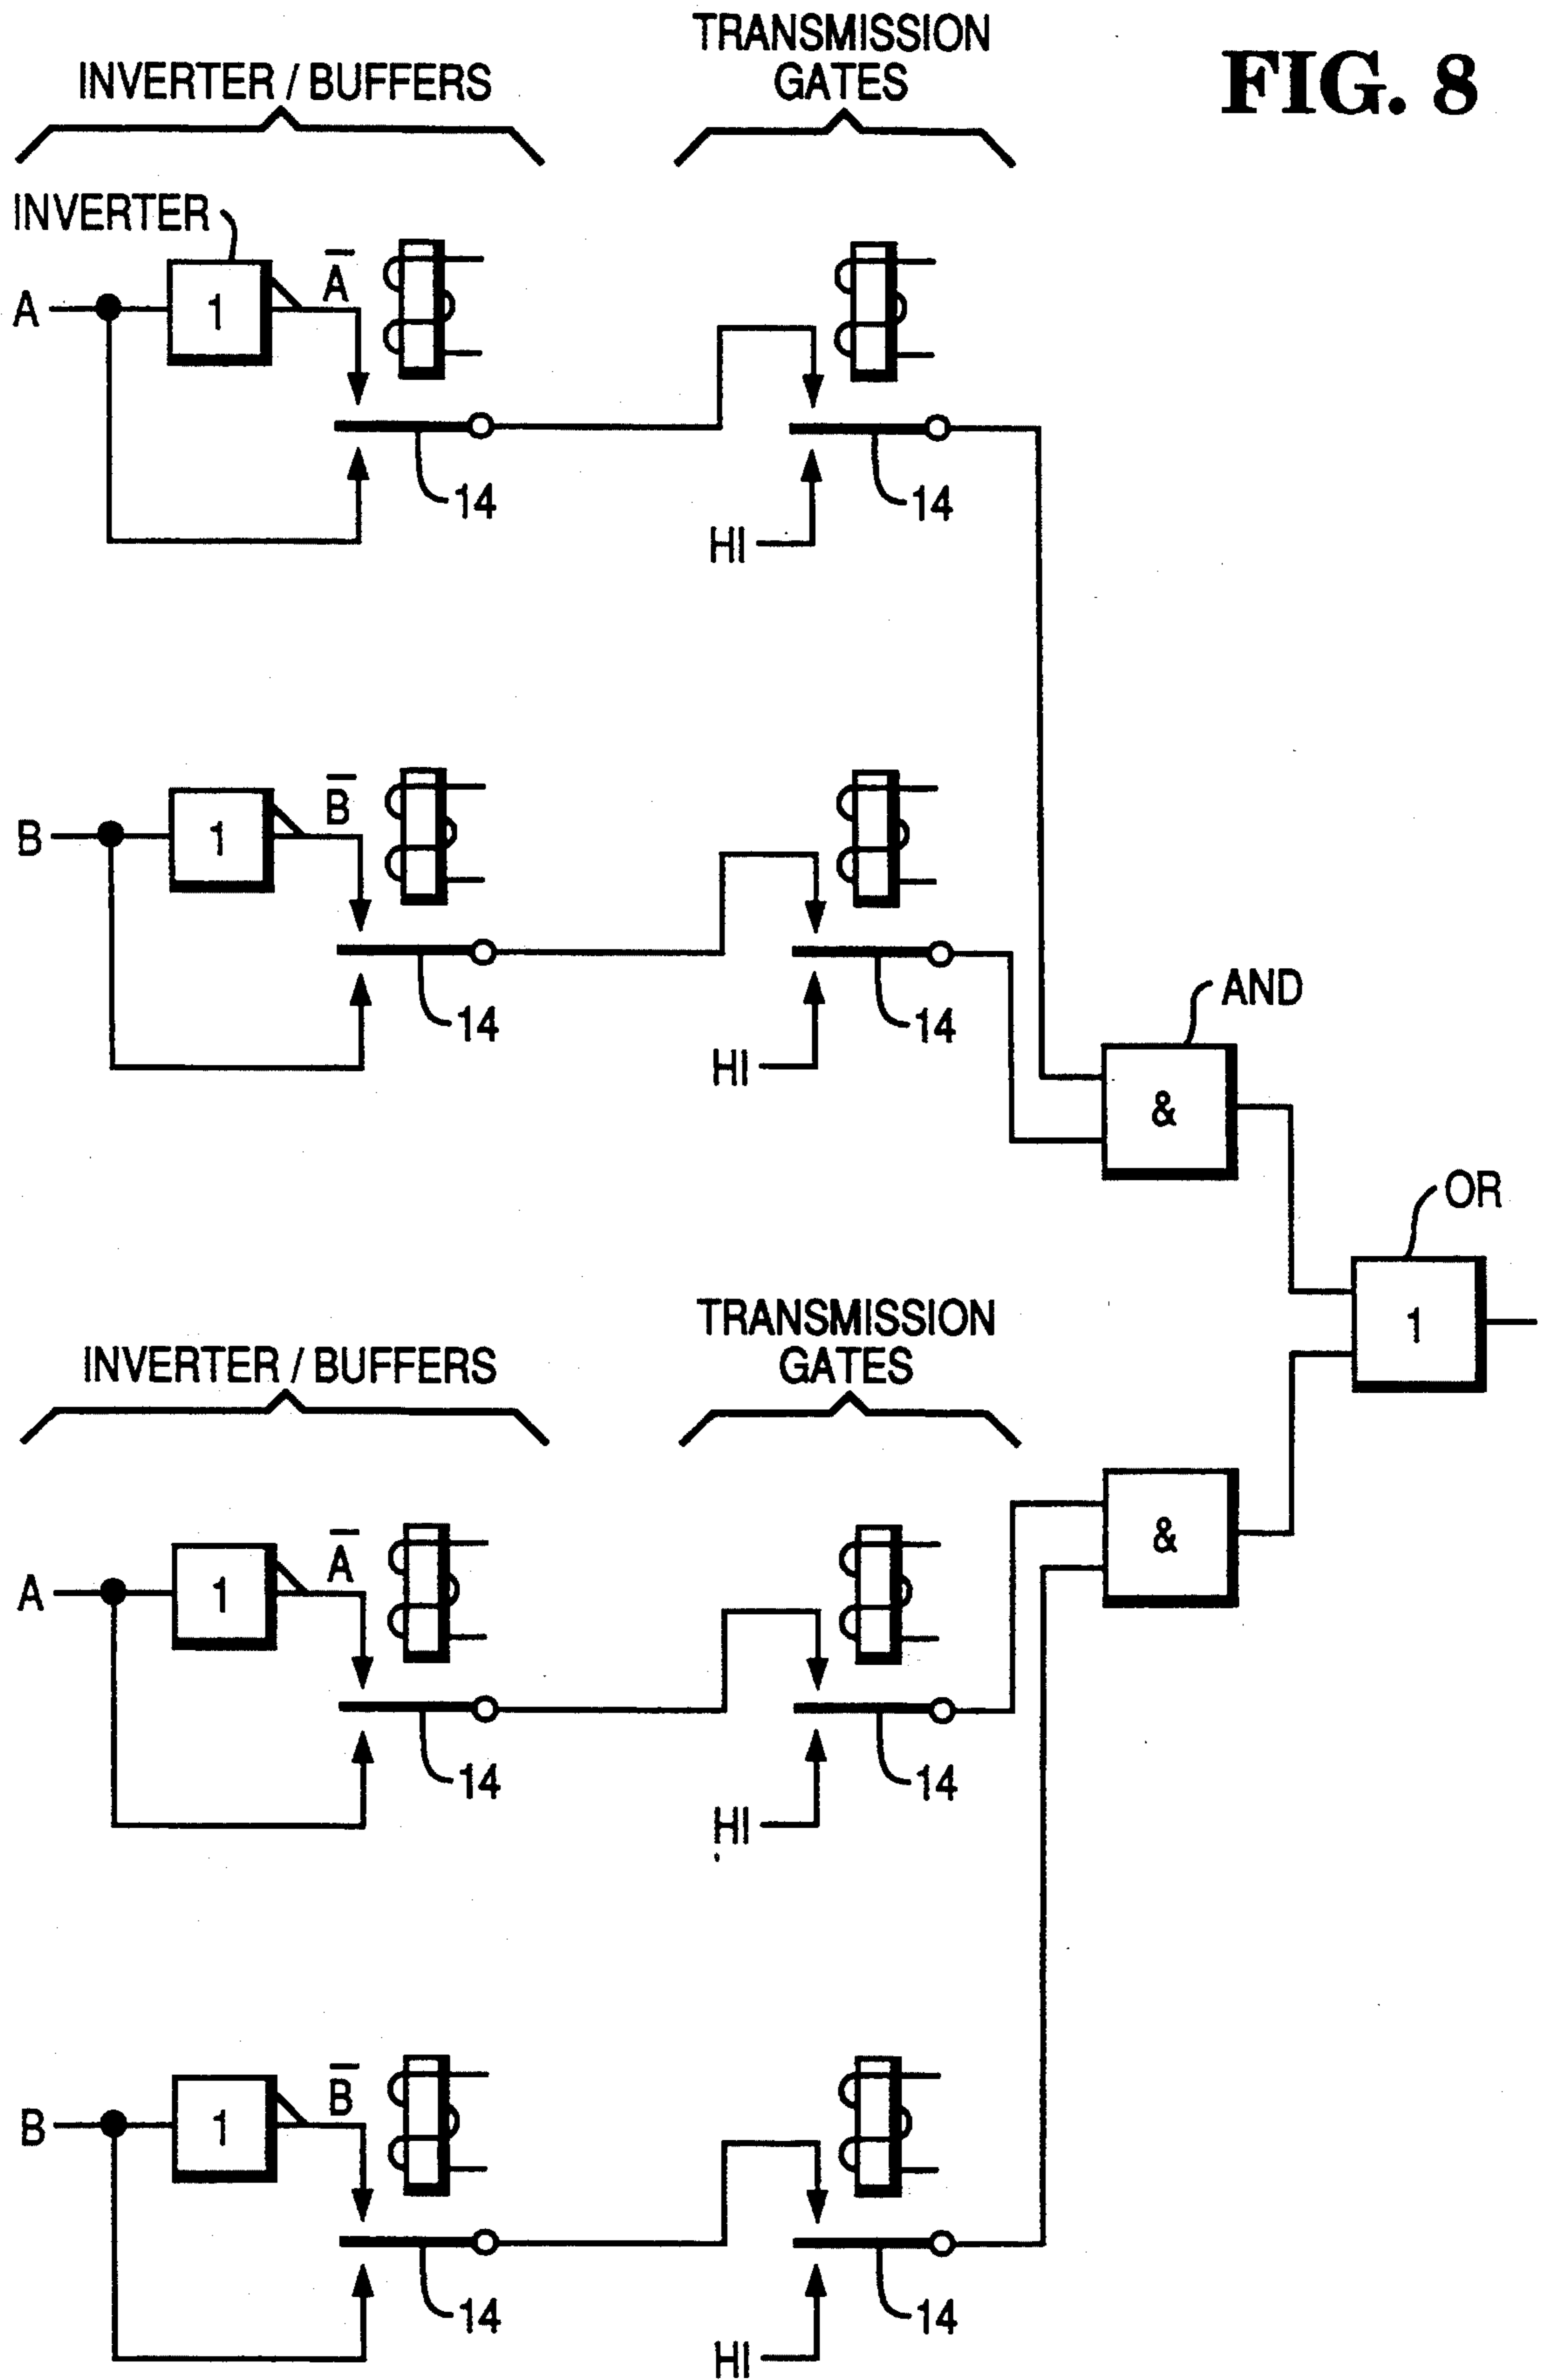 TRANSMISSION
GATES
FIG. 8
INVERTER / BUFFERS
INVERTER
A
1
A̅
14
14
HI
B
1
B̅
14
14
HI
AND
&
OR
1
TRANSMISSION
GATES
INVERTER / BUFFERS
&
A
1
A̅
14
14
HI
B
1
B̅
14
14
HI